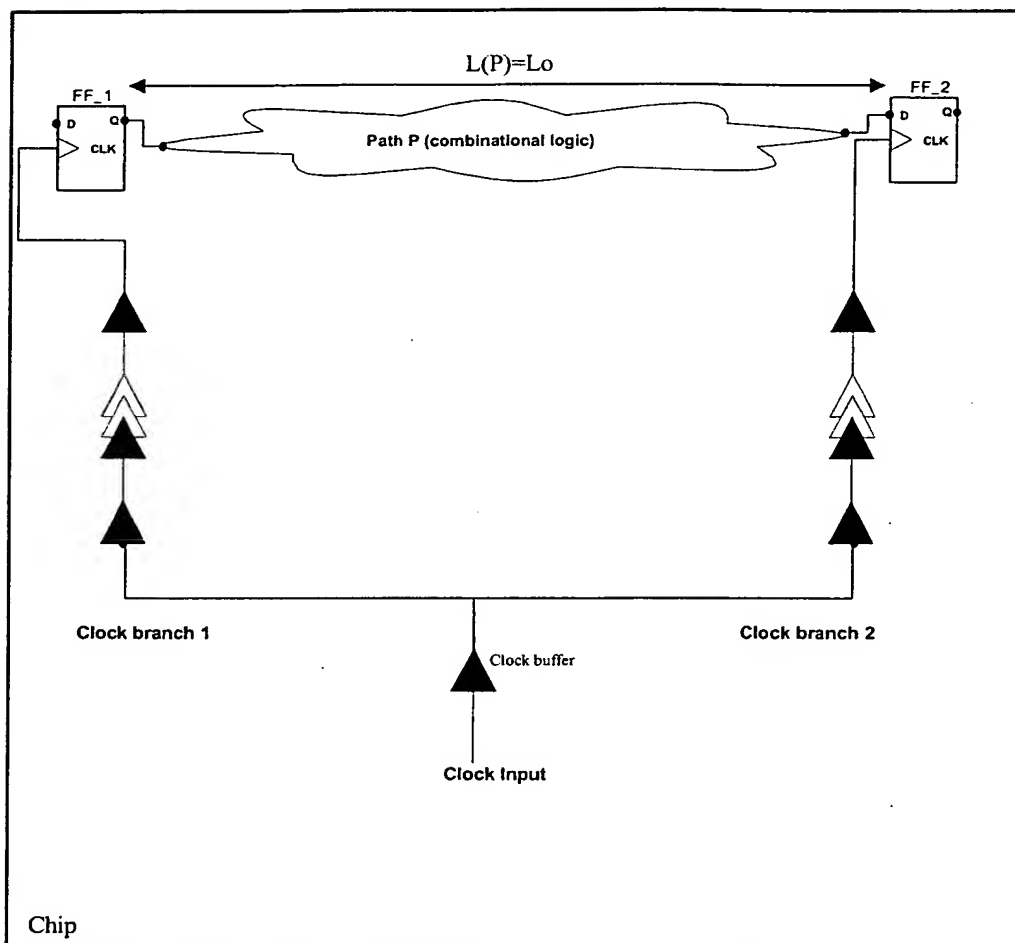 L(P)=Lo
FF_1
FF_2
D
Q
CLK
Path P (combinational logic)
D
Q
CLK
Clock branch 1
Clock branch 2
Clock buffer
Clock Input
Chip